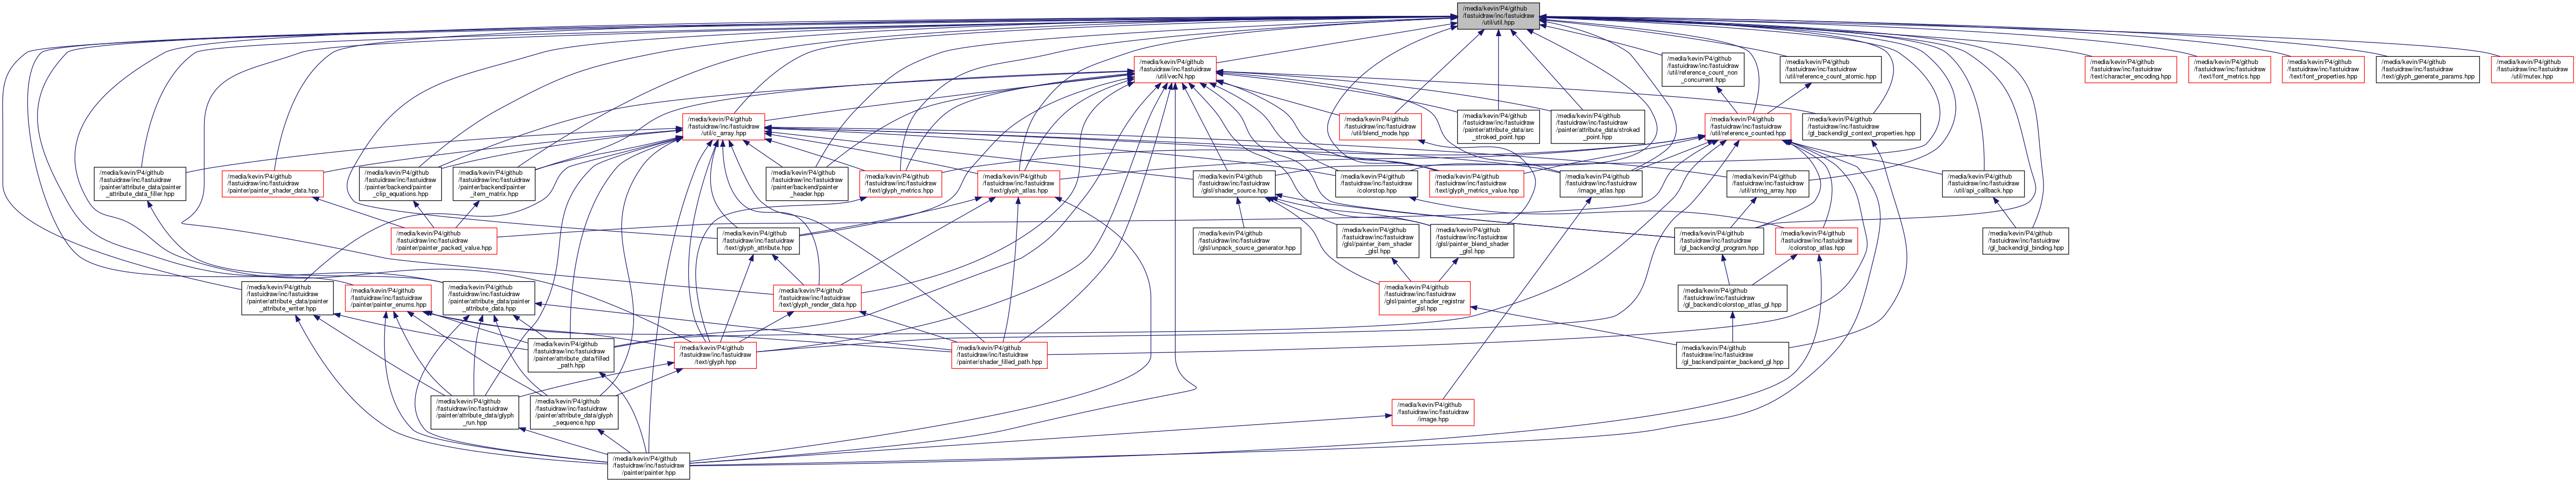 /media/kevin/P4/github
/fastuidraw/inc/fastuidraw
/util/util.hpp
/media/kevin/P4/github
/fastuidraw/inc/fastuidraw
/util/vecN.hpp
/media/kevin/P4/github
/fastuidraw/inc/fastuidraw
/util/reference_count_non
_concurrent.hpp
/media/kevin/P4/github
/fastuidraw/inc/fastuidraw
/util/reference_count_atomic.hpp
/media/kevin/P4/github
/fastuidraw/inc/fastuidraw
/text/character_encoding.hpp
/media/kevin/P4/github
/fastuidraw/inc/fastuidraw
/text/font_metrics.hpp
/media/kevin/P4/github
/fastuidraw/inc/fastuidraw
/text/font_properties.hpp
/media/kevin/P4/github
/fastuidraw/inc/fastuidraw
/text/glyph_generate_params.hpp
/media/kevin/P4/github
/fastuidraw/inc/fastuidraw
/util/mutex.hpp
/media/kevin/P4/github
/fastuidraw/inc/fastuidraw
/util/c_array.hpp
/media/kevin/P4/github
/fastuidraw/inc/fastuidraw
/util/blend_mode.hpp
/media/kevin/P4/github
/fastuidraw/inc/fastuidraw
/painter/attribute_data/arc
_stroked_point.hpp
/media/kevin/P4/github
/fastuidraw/inc/fastuidraw
/painter/attribute_data/stroked
_point.hpp
/media/kevin/P4/github
/fastuidraw/inc/fastuidraw
/util/reference_counted.hpp
/media/kevin/P4/github
/fastuidraw/inc/fastuidraw
/gl_backend/gl_context_properties.hpp
/media/kevin/P4/github
/fastuidraw/inc/fastuidraw
/painter/attribute_data/painter
_attribute_data_filler.hpp
/media/kevin/P4/github
/fastuidraw/inc/fastuidraw
/painter/painter_shader_data.hpp
/media/kevin/P4/github
/fastuidraw/inc/fastuidraw
/painter/backend/painter
_clip_equations.hpp
/media/kevin/P4/github
/fastuidraw/inc/fastuidraw
/painter/backend/painter
_item_matrix.hpp
/media/kevin/P4/github
/fastuidraw/inc/fastuidraw
/painter/backend/painter
_header.hpp
/media/kevin/P4/github
/fastuidraw/inc/fastuidraw
/text/glyph_metrics.hpp
/media/kevin/P4/github
/fastuidraw/inc/fastuidraw
/text/glyph_atlas.hpp
/media/kevin/P4/github
/fastuidraw/inc/fastuidraw
/glsl/shader_source.hpp
/media/kevin/P4/github
/fastuidraw/inc/fastuidraw
/colorstop.hpp
/media/kevin/P4/github
/fastuidraw/inc/fastuidraw
/text/glyph_metrics_value.hpp
/media/kevin/P4/github
/fastuidraw/inc/fastuidraw
/image_atlas.hpp
/media/kevin/P4/github
/fastuidraw/inc/fastuidraw
/util/string_array.hpp
/media/kevin/P4/github
/fastuidraw/inc/fastuidraw
/util/api_callback.hpp
/media/kevin/P4/github
/fastuidraw/inc/fastuidraw
/painter/painter_packed_value.hpp
/media/kevin/P4/github
/fastuidraw/inc/fastuidraw
/text/glyph_attribute.hpp
/media/kevin/P4/github
/fastuidraw/inc/fastuidraw
/glsl/unpack_source_generator.hpp
/media/kevin/P4/github
/fastuidraw/inc/fastuidraw
/glsl/painter_item_shader
_glsl.hpp
/media/kevin/P4/github
/fastuidraw/inc/fastuidraw
/glsl/painter_blend_shader
_glsl.hpp
/media/kevin/P4/github
/fastuidraw/inc/fastuidraw
/gl_backend/gl_program.hpp
/media/kevin/P4/github
/fastuidraw/inc/fastuidraw
/colorstop_atlas.hpp
/media/kevin/P4/github
/fastuidraw/inc/fastuidraw
/gl_backend/gl_binding.hpp
/media/kevin/P4/github
/fastuidraw/inc/fastuidraw
/painter/attribute_data/painter
_attribute_writer.hpp
/media/kevin/P4/github
/fastuidraw/inc/fastuidraw
/painter/painter_enums.hpp
/media/kevin/P4/github
/fastuidraw/inc/fastuidraw
/painter/attribute_data/painter
_attribute_data.hpp
/media/kevin/P4/github
/fastuidraw/inc/fastuidraw
/text/glyph_render_data.hpp
/media/kevin/P4/github
/fastuidraw/inc/fastuidraw
/glsl/painter_shader_registrar
_glsl.hpp
/media/kevin/P4/github
/fastuidraw/inc/fastuidraw
/gl_backend/colorstop_atlas_gl.hpp
/media/kevin/P4/github
/fastuidraw/inc/fastuidraw
/painter/attribute_data/filled
_path.hpp
/media/kevin/P4/github
/fastuidraw/inc/fastuidraw
/text/glyph.hpp
/media/kevin/P4/github
/fastuidraw/inc/fastuidraw
/painter/shader_filled_path.hpp
/media/kevin/P4/github
/fastuidraw/inc/fastuidraw
/gl_backend/painter_backend_gl.hpp
/media/kevin/P4/github
/fastuidraw/inc/fastuidraw
/painter/attribute_data/glyph
_run.hpp
/media/kevin/P4/github
/fastuidraw/inc/fastuidraw
/painter/attribute_data/glyph
_sequence.hpp
/media/kevin/P4/github
/fastuidraw/inc/fastuidraw
/image.hpp
/media/kevin/P4/github
/fastuidraw/inc/fastuidraw
/painter/painter.hpp